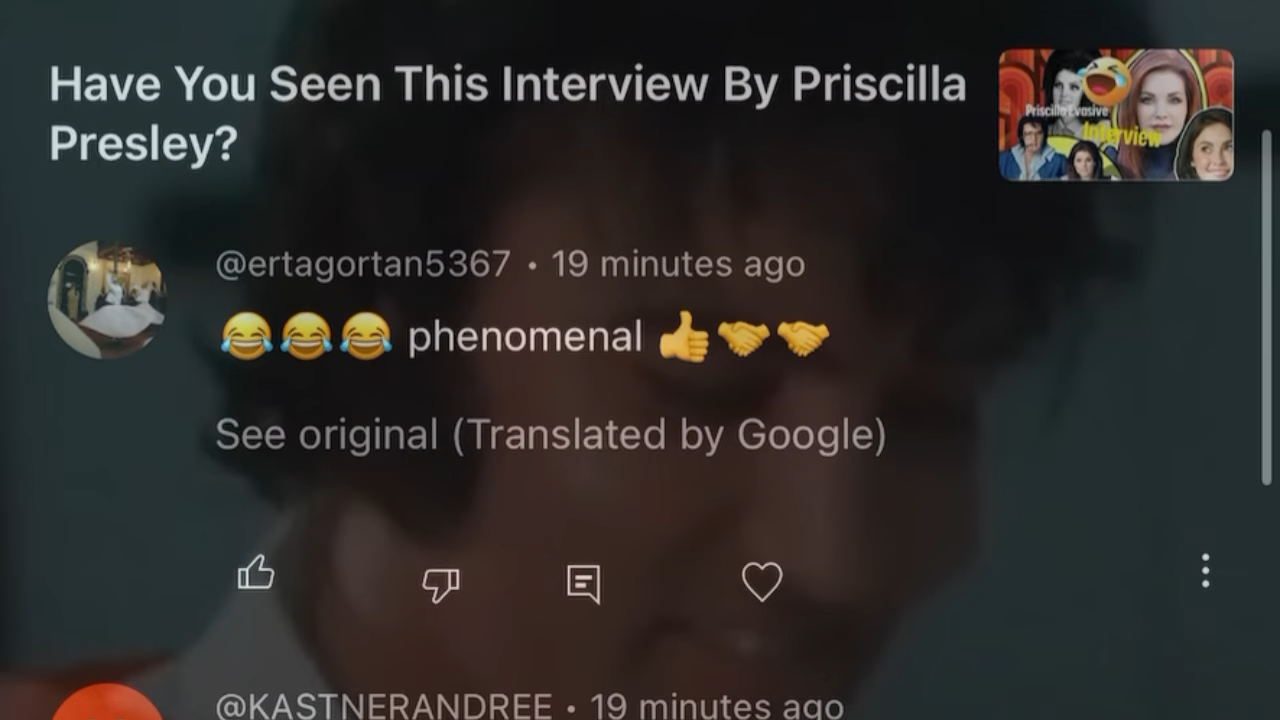 Have You Seen This Interview By Priscilla
Presley?
Priscilla Evasive
Interview
@ertagortan5367 • 19 minutes ago
😂😂😂 phenomenal 👍🤝🤝
See original (Translated by Google)
@KASTNERANDREE • 19 minutes ago